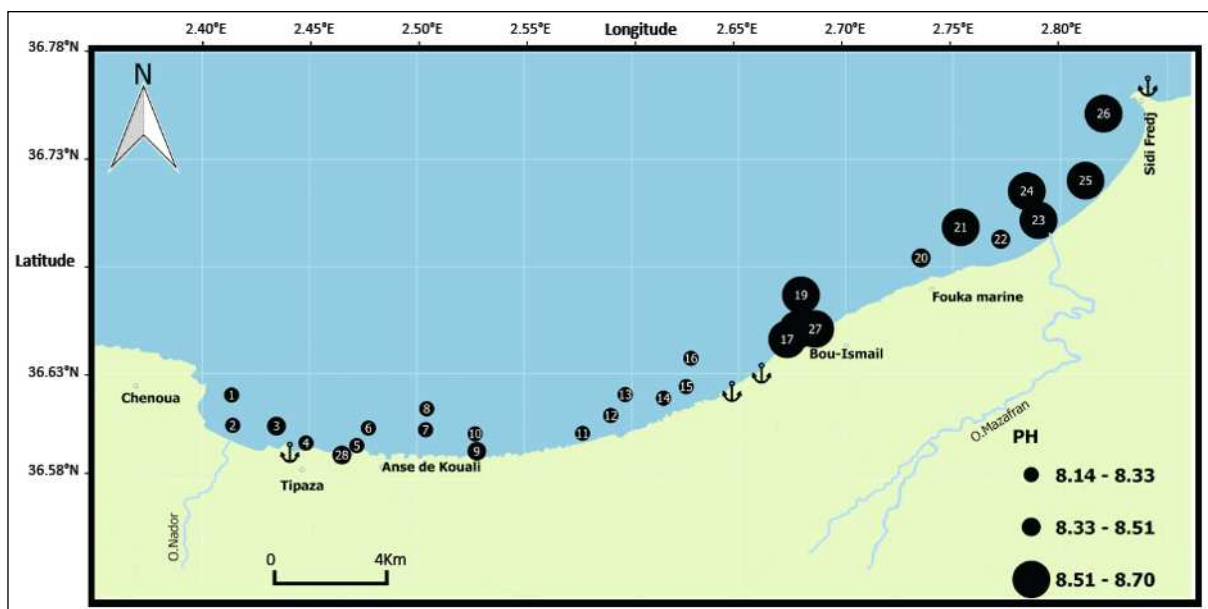 2.40°E 2.45°E 2.50°E 2.55°E Longitude 2.65°E 2.70°E 2.75°E 2.80°E
36.78°N
N
26
Sidi Fredj
36.73°N
25
24
23
21
22
20
Latitude
19
Fouka marine
27
17
Bou-Ismail
16
36.63°N
15
Chenoua
1
13
14
8
12
2
3
6
7
10
11
4
5
9
28
Anse de Kouali
36.58°N
Tipaza
O.Nador
O.Mazafran
0 4Km
PH
8.14 - 8.33
8.33 - 8.51
8.51 - 8.70